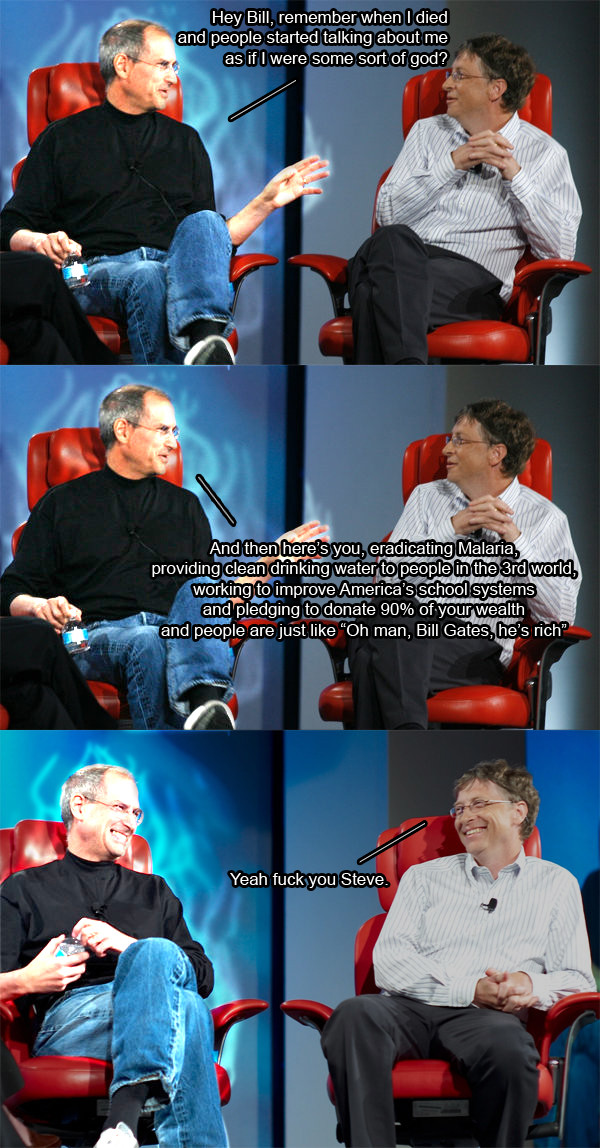 Hey Bill, remember when I died
and people started talking about me
as if I were some sort of god?
And then here's you, eradicating Malaria,
providing clean drinking water to people in the 3rd world,
working to improve America's school systems
and pledging to donate 90% of your wealth
and people are just like “Oh man, Bill Gates, he's rich”
Yeah fuck you Steve.